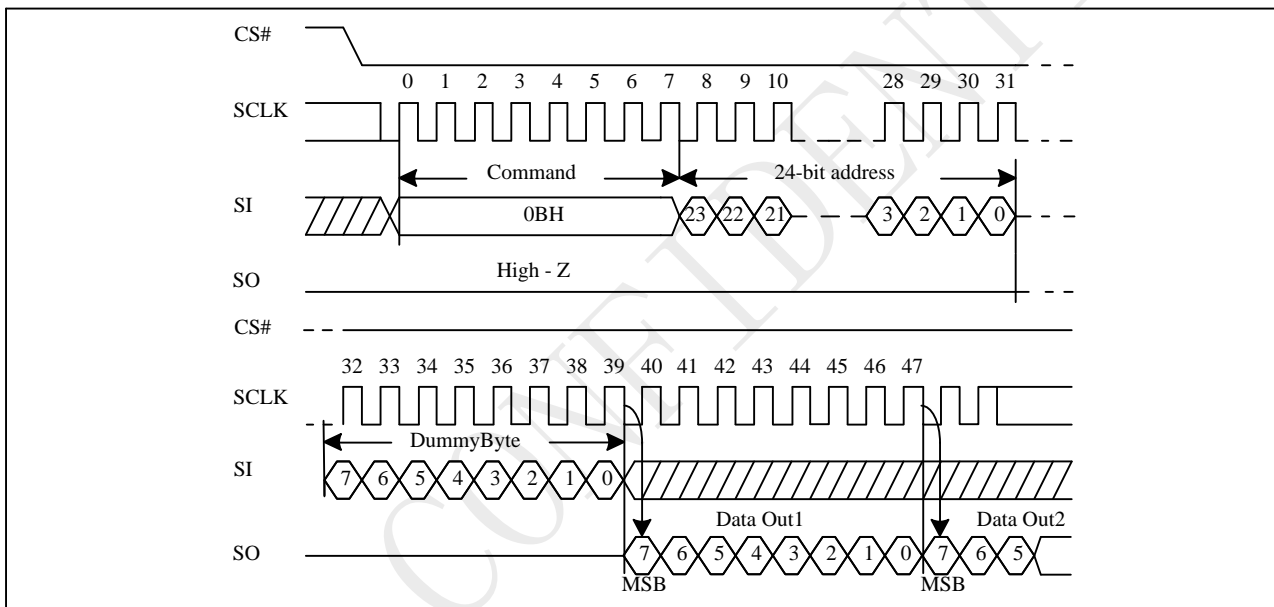 CS#
0 1 2 3 4 5 6 7 8 9 10 28 29 30 31
SCLK
Command 24-bit address
SI 0BH 23 22 21 3 2 1 0
High - Z
SO
CS#
32 33 34 35 36 37 38 39 40 41 42 43 44 45 46 47
SCLK
DummyByte
SI 7 6 5 4 3 2 1 0
Data Out1 Data Out2
SO 7 6 5 4 3 2 1 0 7 6 5
MSB MSB
CONFIDENT